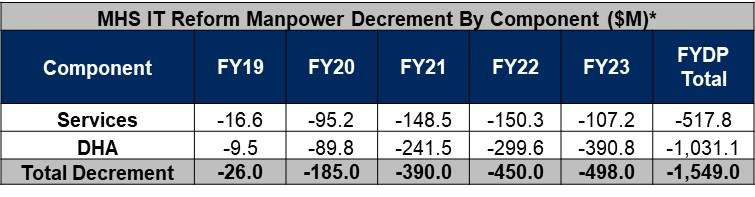 MHS IT Reform Manpower Decrement By Component ($M)*
Component FY19 FY20 FY21 FY22 FY23 FYDP Total
Services -16.6 -95.2 -148.5 -150.3 -107.2 -517.8
DHA -9.5 -89.8 -241.5 -299.6 -390.8 -1,031.1
Total Decrement -26.0 -185.0 -390.0 -450.0 -498.0 -1,549.0